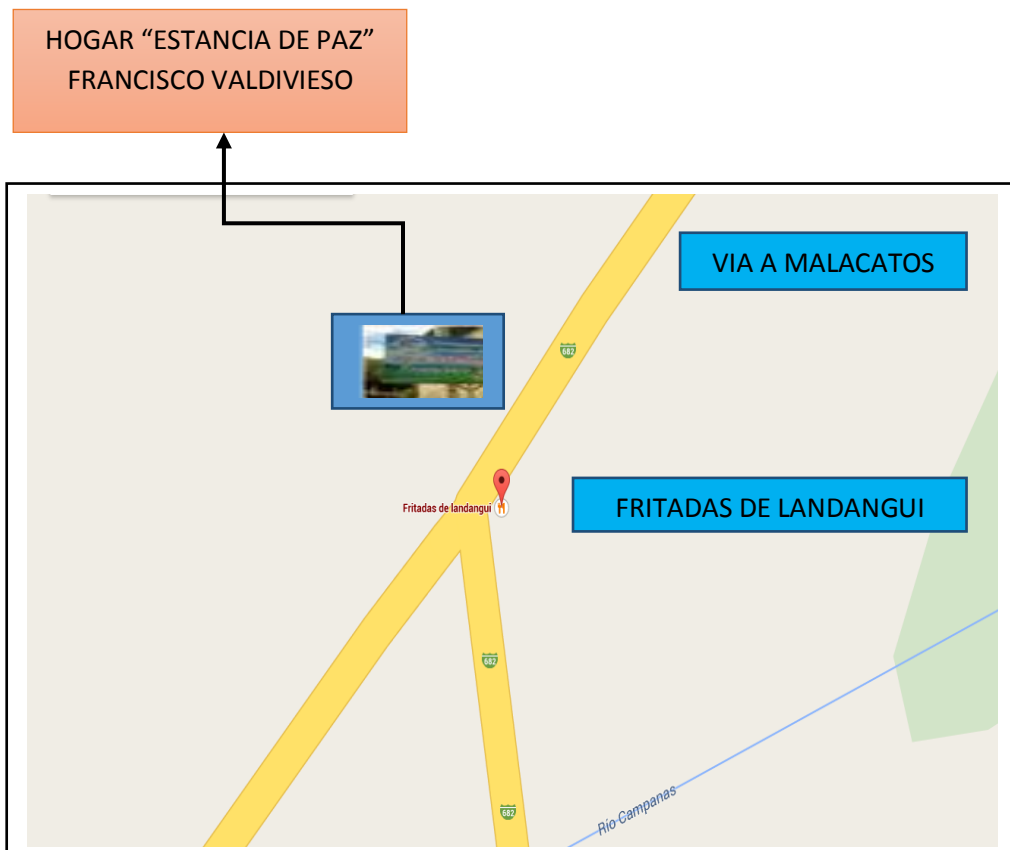 HOGAR “ESTANCIA DE PAZ”
FRANCISCO VALDIVIESO
VIA A MALACATOS
682
Fritadas de landangui
FRITADAS DE LANDANGUI
682
Río Campanas
682